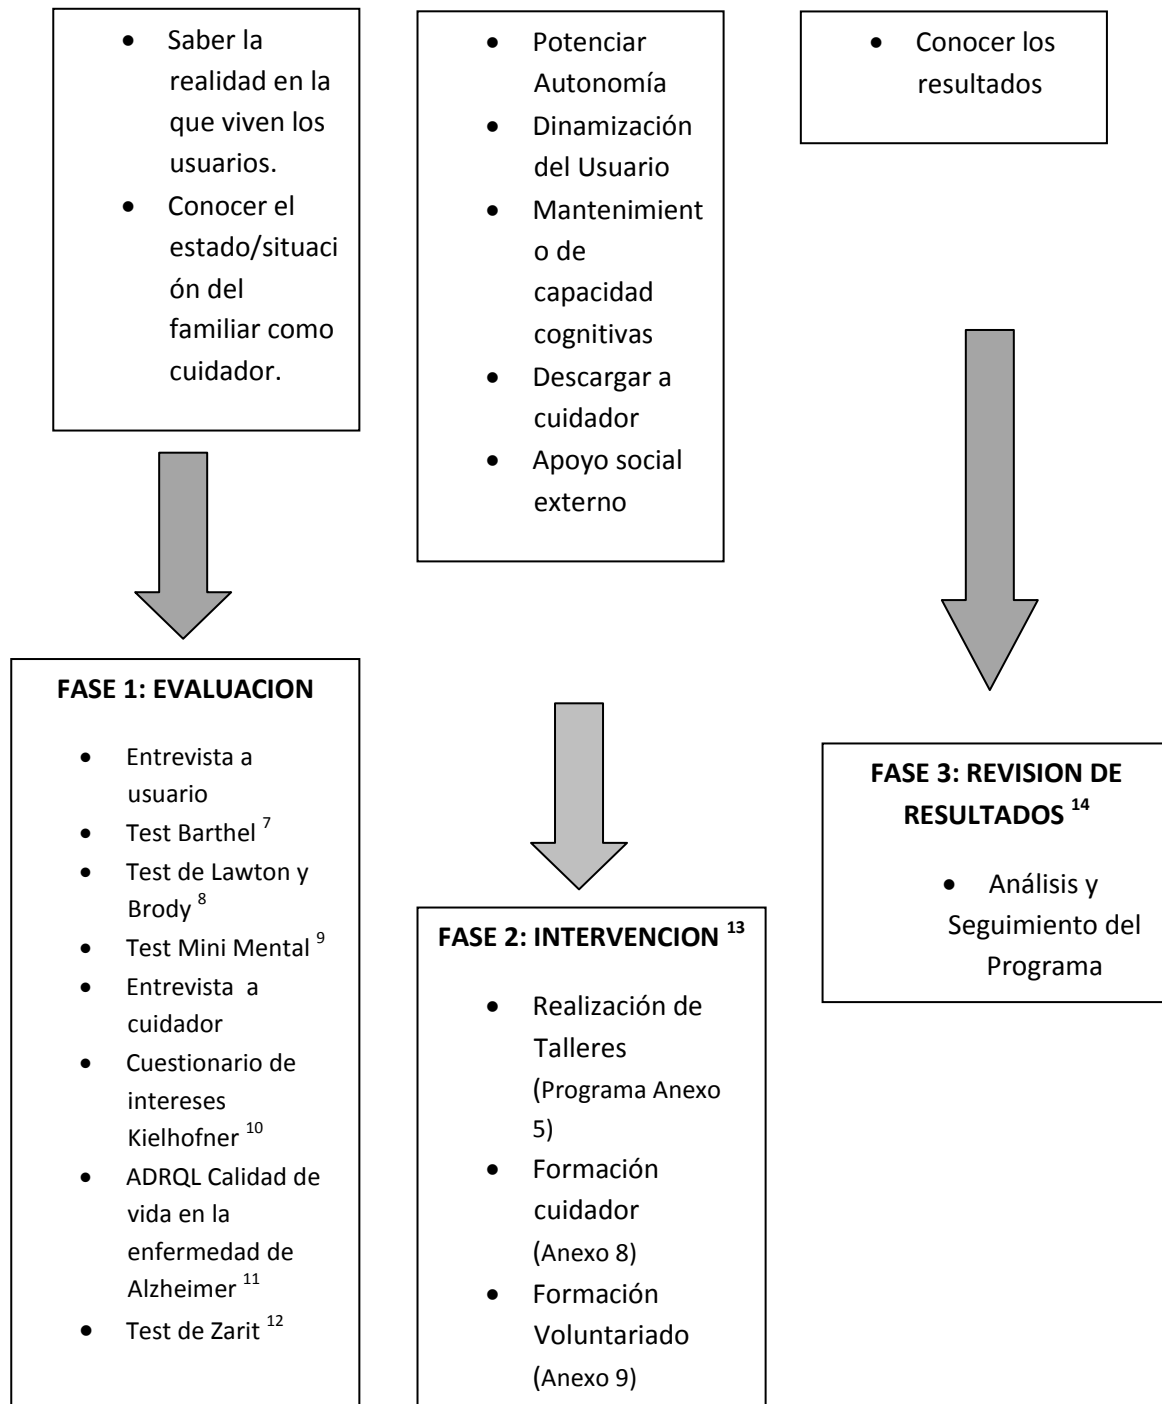 • Saber la
realidad en la
que viven los
usuarios.
• Conocer el
estado/situaci
ón del
familiar como
cuidador.
• Potenciar
Autonomía
• Dinamización
del Usuario
• Mantenimient
o de
capacidad
cognitivas
• Descargar a
cuidador
• Apoyo social
externo
• Conocer los
resultados
FASE 1: EVALUACION
• Entrevista a
usuario
• Test Barthel 7
• Test de Lawton y
Brody 8
• Test Mini Mental 9
• Entrevista a
cuidador
• Cuestionario de
intereses
Kielhofner 10
• ADRQL Calidad de
vida en la
enfermedad de
Alzheimer 11
• Test de Zarit 12
FASE 2: INTERVENCION 13
• Realización de
Talleres
(Programa Anexo
5)
• Formación
cuidador
(Anexo 8)
• Formación
Voluntariado
(Anexo 9)
FASE 3: REVISION DE
RESULTADOS 14
• Análisis y
Seguimiento del
Programa